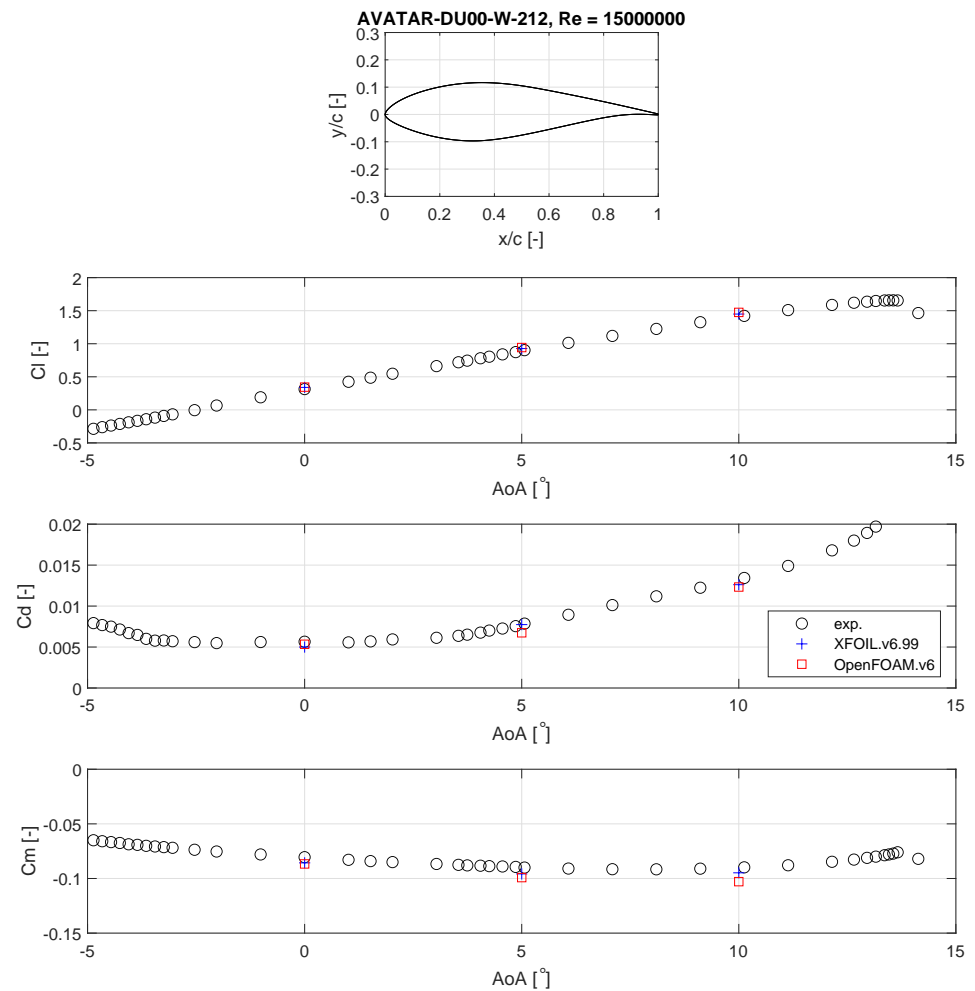 AVATAR-DU00-W-212, Re = 15000000
0.3
0.2
0.1
0
-0.1
-0.2
-0.3
y/c [-]
0 0.2 0.4 0.6 0.8 1
x/c [-]
2
1.5
1
0.5
0
-0.5
Cl [-]
-5 0 5 10 15
AoA [°]
0.02
0.015
0.01
0.005
0
Cd [-]
exp.
XFOIL.v6.99
OpenFOAM.v6
-5 0 5 10 15
AoA [°]
0
-0.05
-0.1
-0.15
Cm [-]
-5 0 5 10 15
AoA [°]